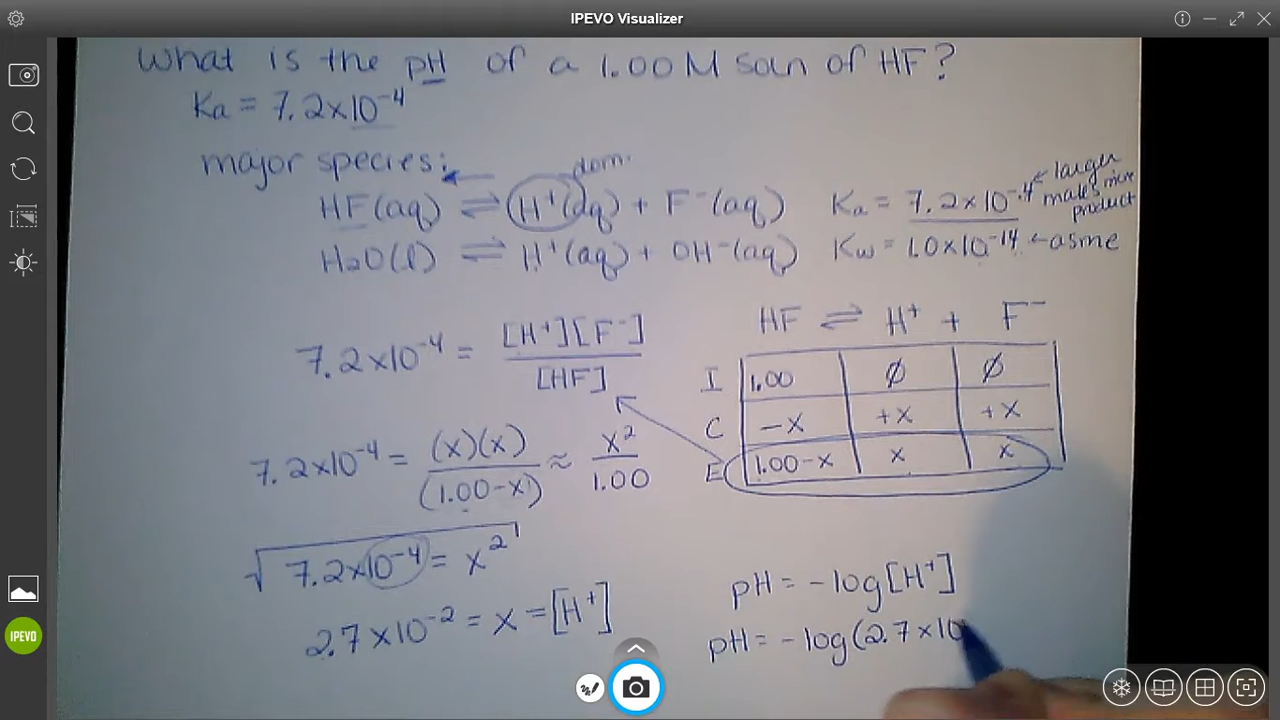 IPEVO Visualizer
What is the pH of a 1.00 M soln of HF?
Ka = 7.2×10⁻⁴
major species:
dom.
HF(aq) ⇌ H⁺(aq) + F⁻(aq) Ka = 7.2×10⁻⁴ ← larger
makes more
product
H₂O(l) ⇌ H⁺(aq) + OH⁻(aq) Kw = 1.0×10⁻¹⁴ ← asme
HF ⇌ H⁺ + F⁻
I 1.00 ∅ ∅
C −x +x +x
E 1.00-x x x
7.2×10⁻⁴ = [H⁺][F⁻] / [HF]
7.2×10⁻⁴ = (x)(x) / (1.00-x) ≈ x² / 1.00
√7.2×10⁻⁴ = x²
2.7×10⁻² = x = [H⁺]
pH = −log[H⁺]
pH = −log(2.7×10
IPEVO